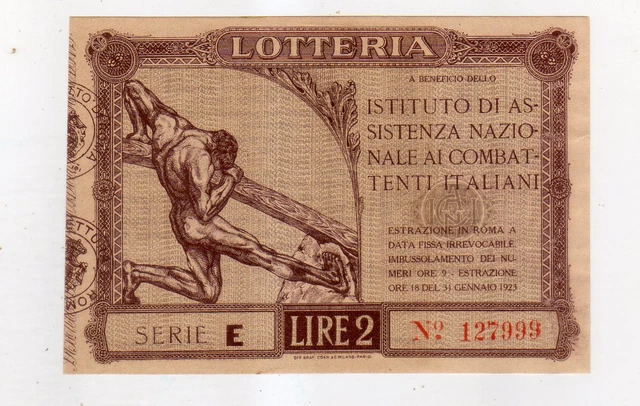 LOTTERIA
A BENEFICIO DELLO
ISTITUTO DI AS-
SISTENZA NAZIO-
NALE AI COMBAT-
TENTI ITALIANI
ESTRAZIONE IN ROMA A
DATA FISSA IRREVOCABILE
IMBUSSOLAMENTO DEI NU-
MERI ORE 9 - ESTRAZIONE
ORE 18 DEL 31 GENNAIO 1923
SERIE E
LIRE 2
No. 127999